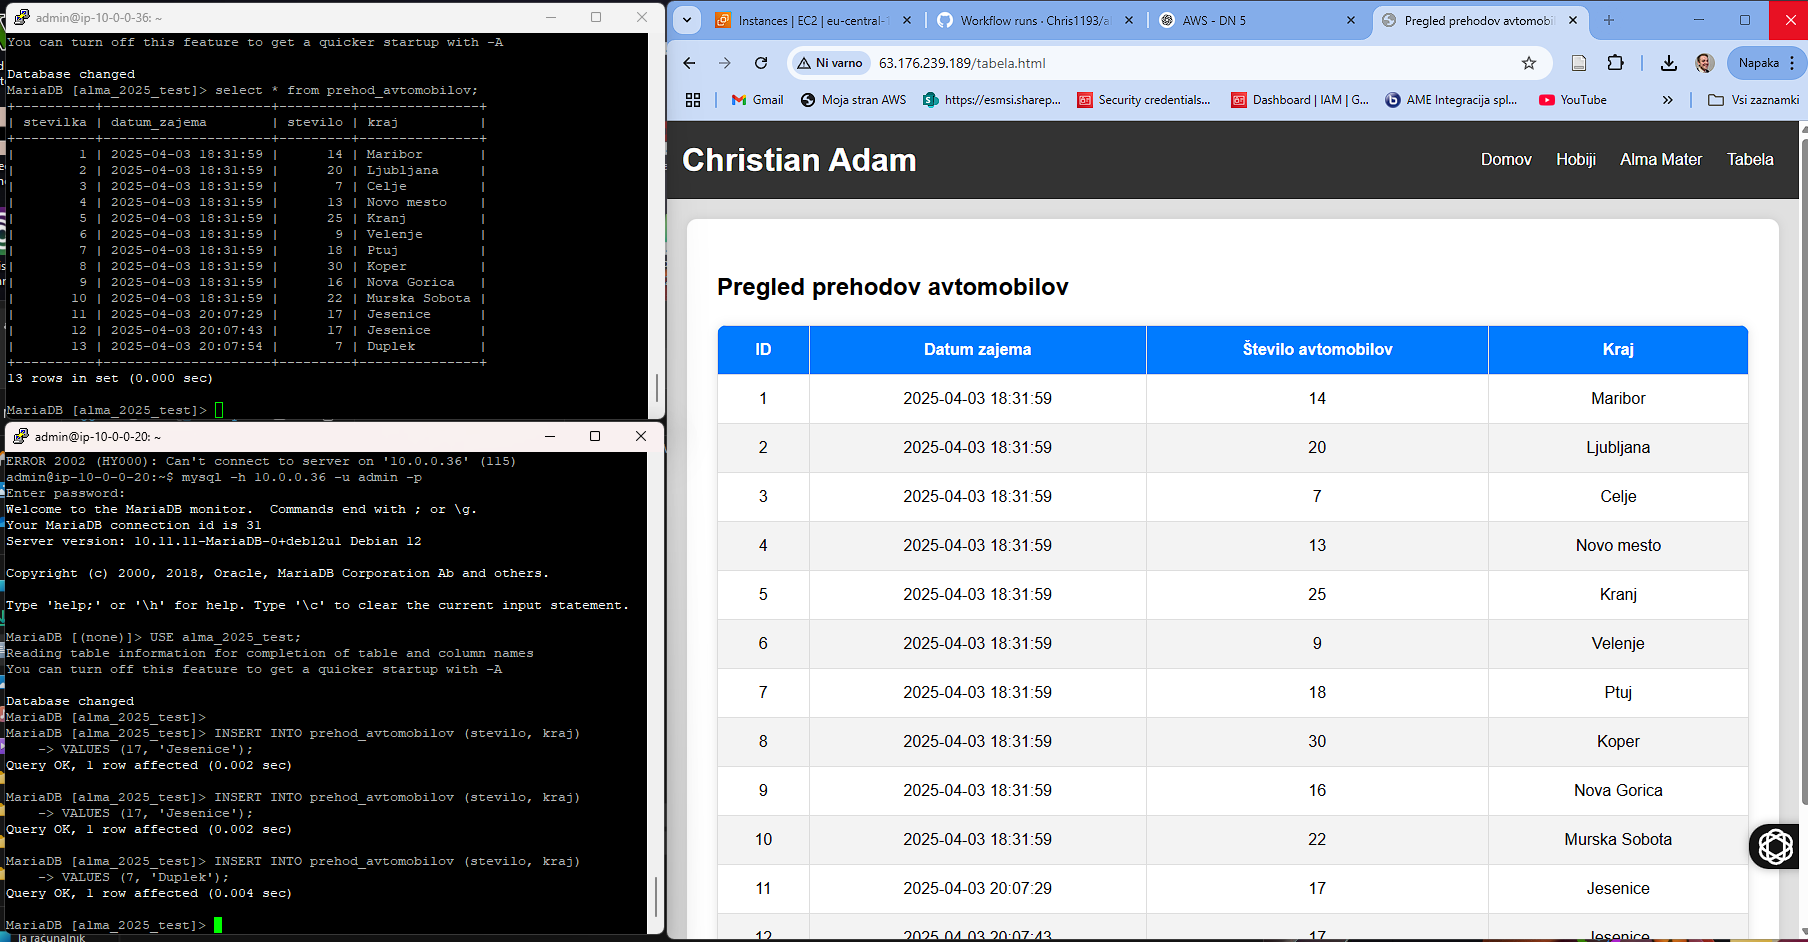 admin@ip-10-0-0-36: ~
You can turn off this feature to get a quicker startup with -A
Database changed
MariaDB [alma_2025_test]> select * from prehod_avtomobilov;
+----------+---------------------+---------+--------------+
| stevilka | datum_zajema | stevilo | kraj |
+----------+---------------------+---------+--------------+
| 1 | 2025-04-03 18:31:59 | 14 | Maribor |
| 2 | 2025-04-03 18:31:59 | 20 | Ljubljana |
| 3 | 2025-04-03 18:31:59 | 7 | Celje |
| 4 | 2025-04-03 18:31:59 | 13 | Novo mesto |
| 5 | 2025-04-03 18:31:59 | 25 | Kranj |
| 6 | 2025-04-03 18:31:59 | 9 | Velenje |
| 7 | 2025-04-03 18:31:59 | 18 | Ptuj |
| 8 | 2025-04-03 18:31:59 | 30 | Koper |
| 9 | 2025-04-03 18:31:59 | 16 | Nova Gorica |
| 10 | 2025-04-03 18:31:59 | 22 | Murska Sobota |
| 11 | 2025-04-03 20:07:29 | 17 | Jesenice |
| 12 | 2025-04-03 20:07:43 | 17 | Jesenice |
| 13 | 2025-04-03 20:07:54 | 7 | Duplek |
+----------+---------------------+---------+--------------+
13 rows in set (0.000 sec)
MariaDB [alma_2025_test]>
admin@ip-10-0-0-20: ~
ERROR 2002 (HY000): Can't connect to server on '10.0.0.36' (115)
admin@ip-10-0-0-20:~$ mysql -h 10.0.0.36 -u admin -p
Enter password:
Welcome to the MariaDB monitor. Commands end with ; or \g.
Your MariaDB connection id is 31
Server version: 10.11.11-MariaDB-0+deb12u1 Debian 12
Copyright (c) 2000, 2018, Oracle, MariaDB Corporation Ab and others.
Type 'help;' or '\h' for help. Type '\c' to clear the current input statement.
MariaDB [(none)]> USE alma_2025_test;
Reading table information for completion of table and column names
You can turn off this feature to get a quicker startup with -A
Database changed
MariaDB [alma_2025_test]>
MariaDB [alma_2025_test]> INSERT INTO prehod_avtomobilov (stevilo, kraj)
-> VALUES (17, 'Jesenice');
Query OK, 1 row affected (0.002 sec)
MariaDB [alma_2025_test]> INSERT INTO prehod_avtomobilov (stevilo, kraj)
-> VALUES (17, 'Jesenice');
Query OK, 1 row affected (0.002 sec)
MariaDB [alma_2025_test]> INSERT INTO prehod_avtomobilov (stevilo, kraj)
-> VALUES (7, 'Duplek');
Query OK, 1 row affected (0.004 sec)
MariaDB [alma_2025_test]>
Ta računalnik
Instances | EC2 | eu-central-1
Workflow runs · Chris1193/al
AWS - DN 5
Pregled prehodov avtomobil
Ni varno 63.176.239.189/tabela.html
Napaka
Gmail Moja stran AWS https://esmsi.sharep... Security credentials... Dashboard | IAM | G... AME Integracija spl... YouTube » Vsi zaznamki
Christian Adam
Domov Hobiji Alma Mater Tabela
Pregled prehodov avtomobilov
ID Datum zajema Število avtomobilov Kraj
1 2025-04-03 18:31:59 14 Maribor
2 2025-04-03 18:31:59 20 Ljubljana
3 2025-04-03 18:31:59 7 Celje
4 2025-04-03 18:31:59 13 Novo mesto
5 2025-04-03 18:31:59 25 Kranj
6 2025-04-03 18:31:59 9 Velenje
7 2025-04-03 18:31:59 18 Ptuj
8 2025-04-03 18:31:59 30 Koper
9 2025-04-03 18:31:59 16 Nova Gorica
10 2025-04-03 18:31:59 22 Murska Sobota
11 2025-04-03 20:07:29 17 Jesenice
12 2025-04-03 20:07:43 17 Jesenice